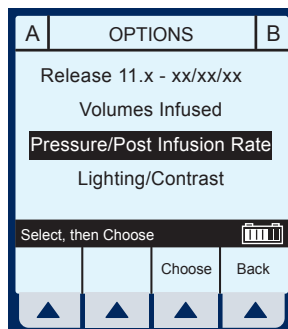 A OPTIONS B
Release 11.x - xx/xx/xx
Volumes Infused
Pressure/Post Infusion Rate
Lighting/Contrast
Select, then Choose
Choose Back